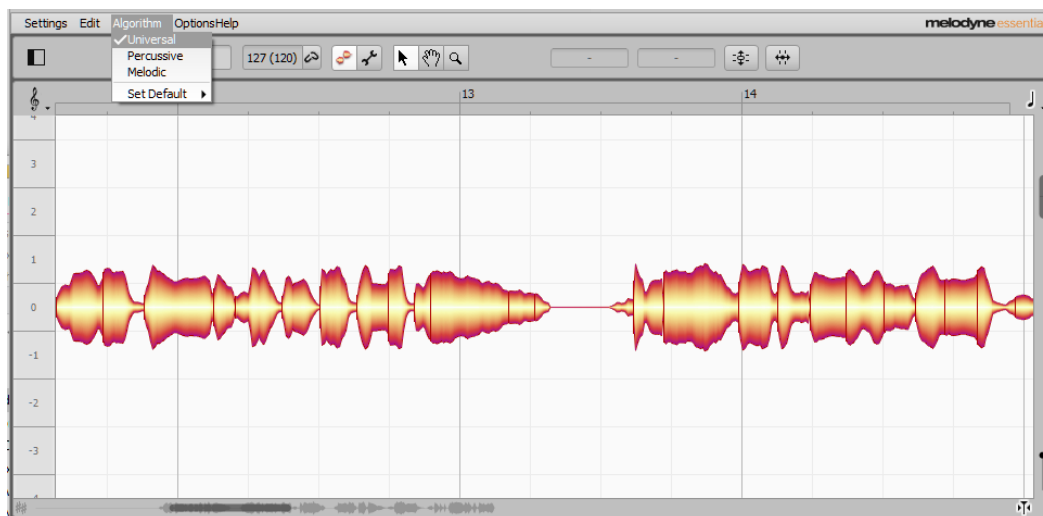 Settings Edit Algorithm OptionsHelp melodyne essential
Universal
Percussive
Melodic
Set Default
127 (120) - -
13 14
4
3
2
1
0
-1
-2
-3